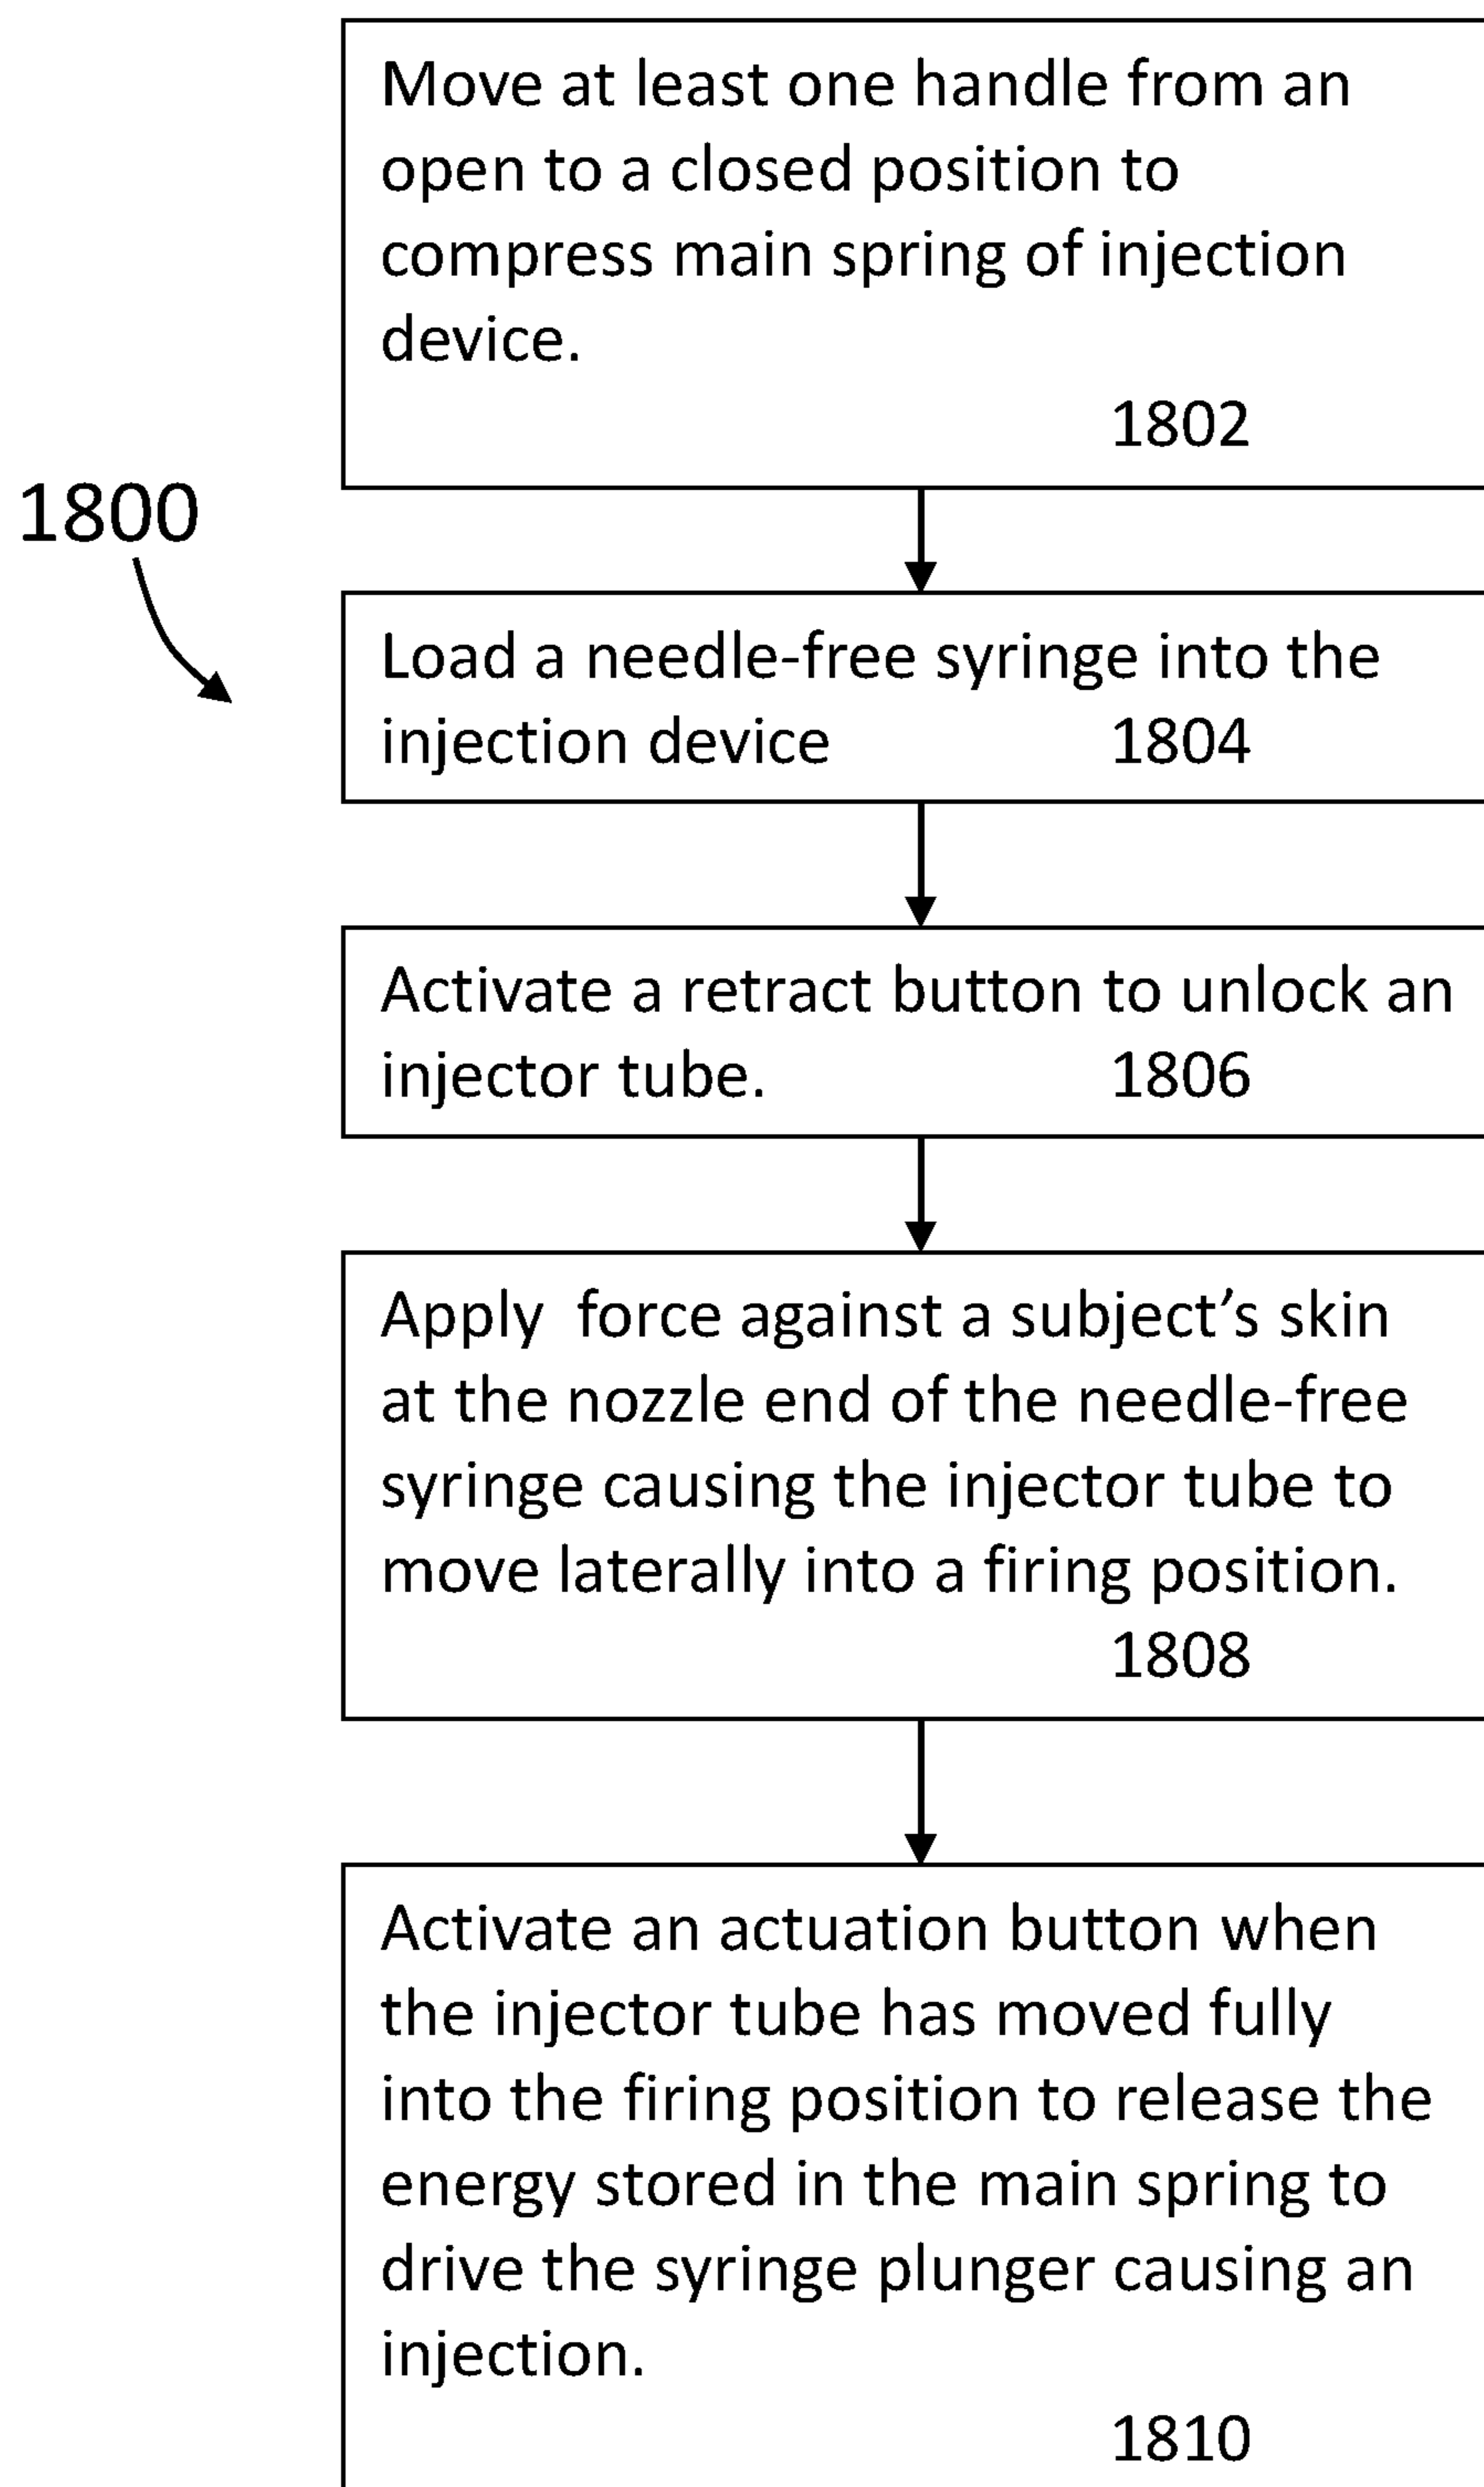 Move at least one handle from an
open to a closed position to
compress main spring of injection
device.
1802
1800
Load a needle-free syringe into the
injection device 1804
Activate a retract button to unlock an
injector tube. 1806
Apply  force against a subject’s skin
at the nozzle end of the needle-free
syringe causing the injector tube to
move laterally into a firing position.
1808
Activate an actuation button when
the injector tube has moved fully
into the firing position to release the
energy stored in the main spring to
drive the syringe plunger causing an
injection.
1810